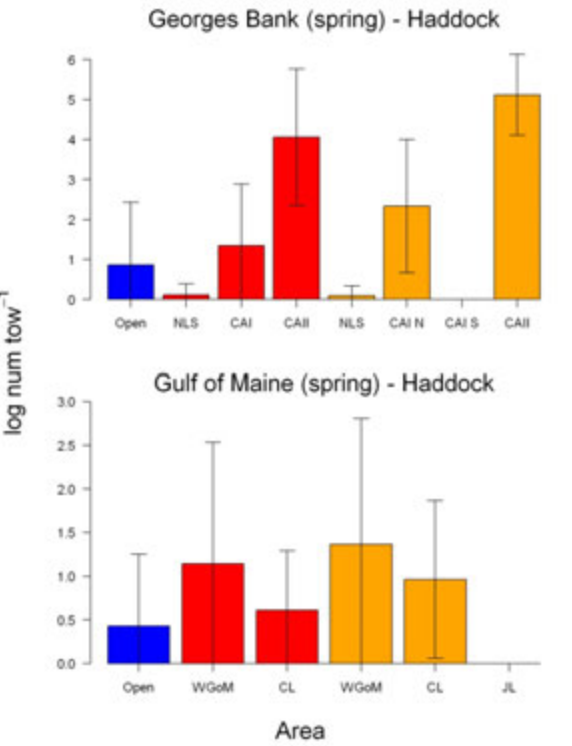 Georges Bank (spring) - Haddock
6
5
4
3
2
1
0
Open NLS CAI CAII NLS CAI N CAI S CAII
log num tow⁻¹
Gulf of Maine (spring) - Haddock
3.0
2.5
2.0
1.5
1.0
0.5
0.0
Open WGoM CL WGoM CL JL
Area